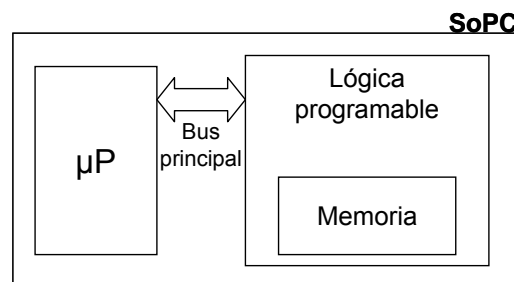 SoPC
μP
Bus
principal
Lógica
programable
Memoria